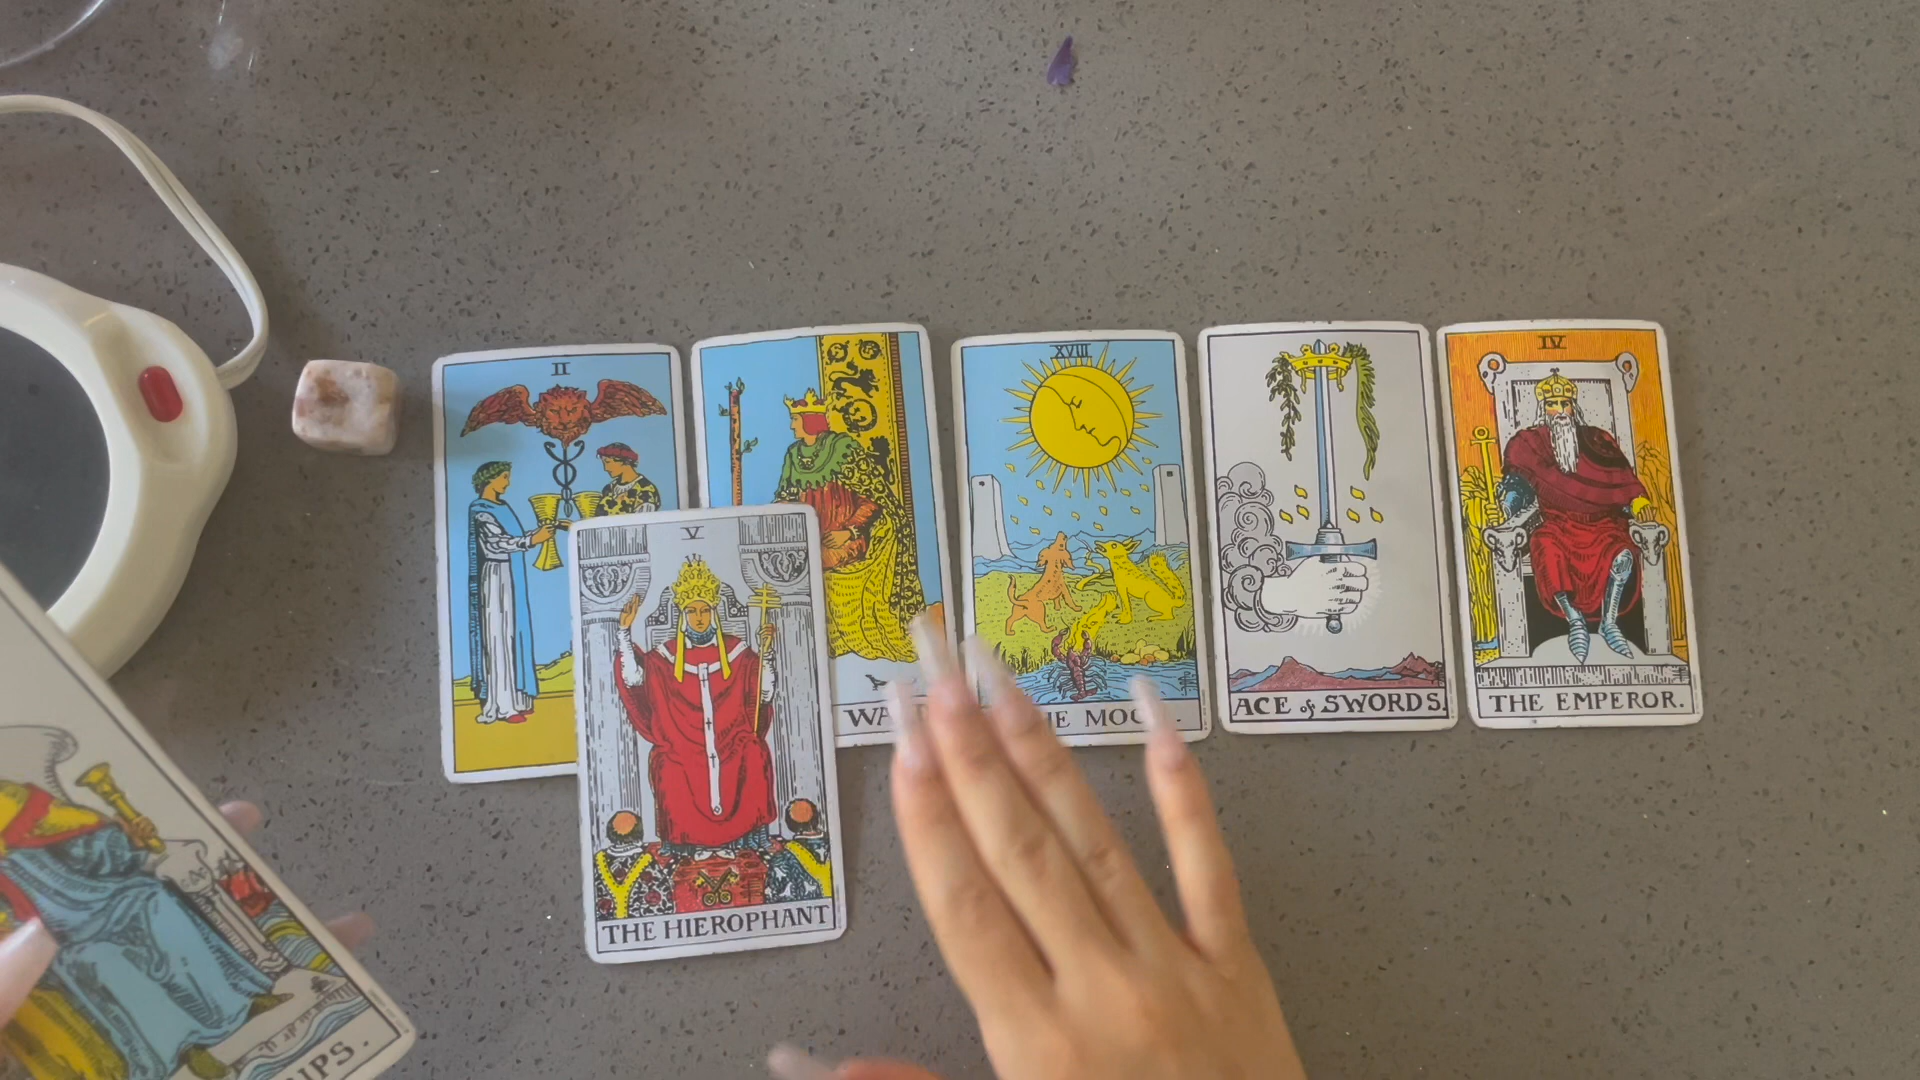 II
XVIII
IV
V
ACE of SWORDS.
THE EMPEROR.
THE HIEROPHANT